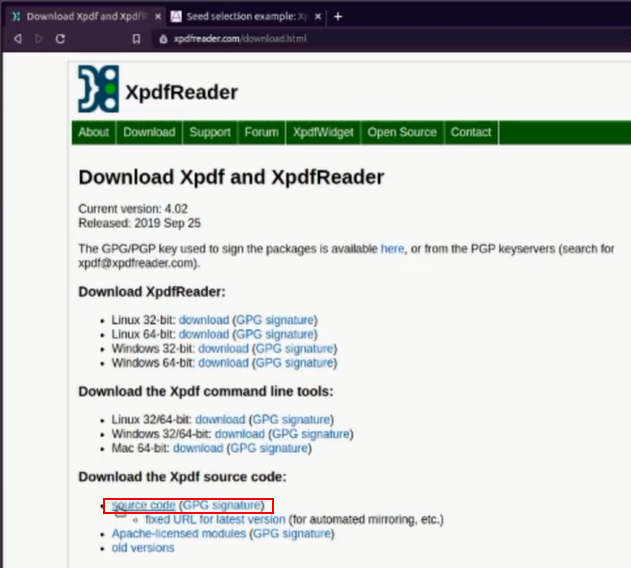 Download Xpdf and XpdfR
Seed selection example: Xp
xpdfreader.com/download.html
XpdfReader
About Download Support Forum XpdfWidget Open Source Contact
Download Xpdf and XpdfReader
Current version: 4.02
Released: 2019 Sep 25
The GPG/PGP key used to sign the packages is available here, or from the PGP keyservers (search for
xpdf@xpdfreader.com).
Download XpdfReader:
Linux 32-bit: download (GPG signature)
Linux 64-bit: download (GPG signature)
Windows 32-bit: download (GPG signature)
Windows 64-bit: download (GPG signature)
Download the Xpdf command line tools:
Linux 32/64-bit: download (GPG signature)
Windows 32/64-bit: download (GPG signature)
Mac 64-bit: download (GPG signature)
Download the Xpdf source code:
source code (GPG signature)
fixed URL for latest version (for automated mirroring, etc.)
Apache-licensed modules (GPG signature)
old versions